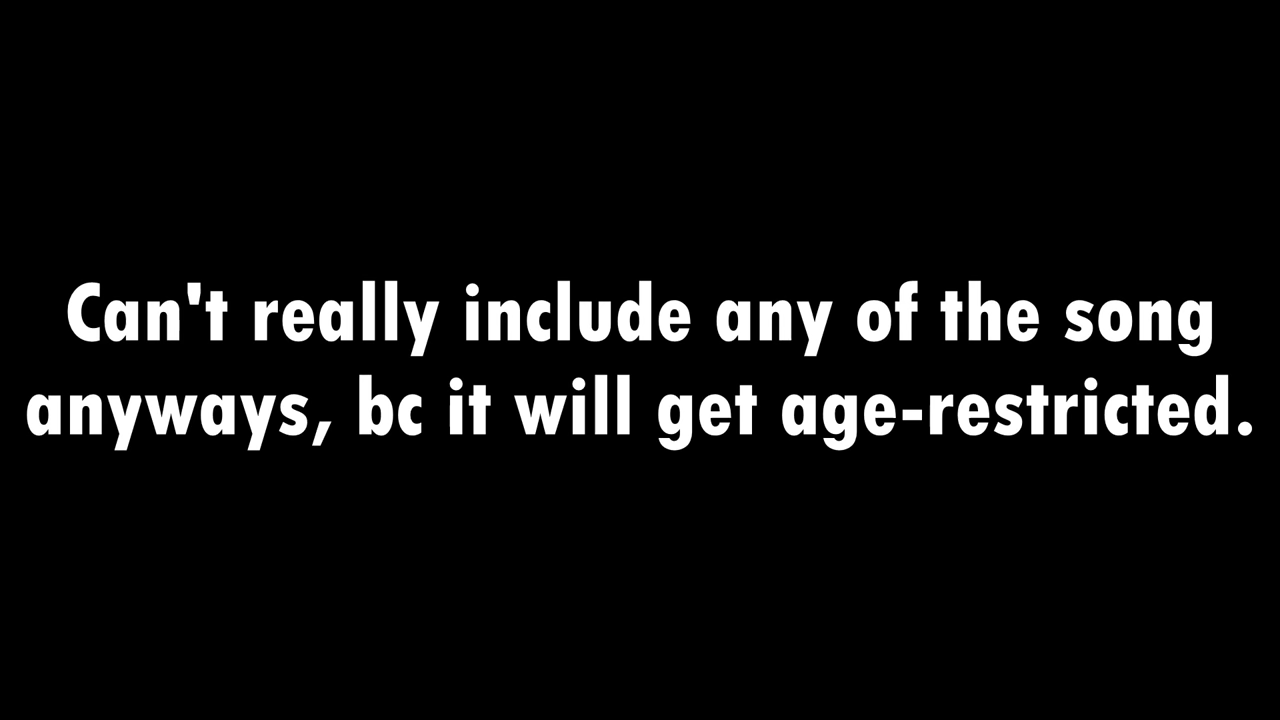 Can't really include any of the song
anyways, bc it will get age-restricted.